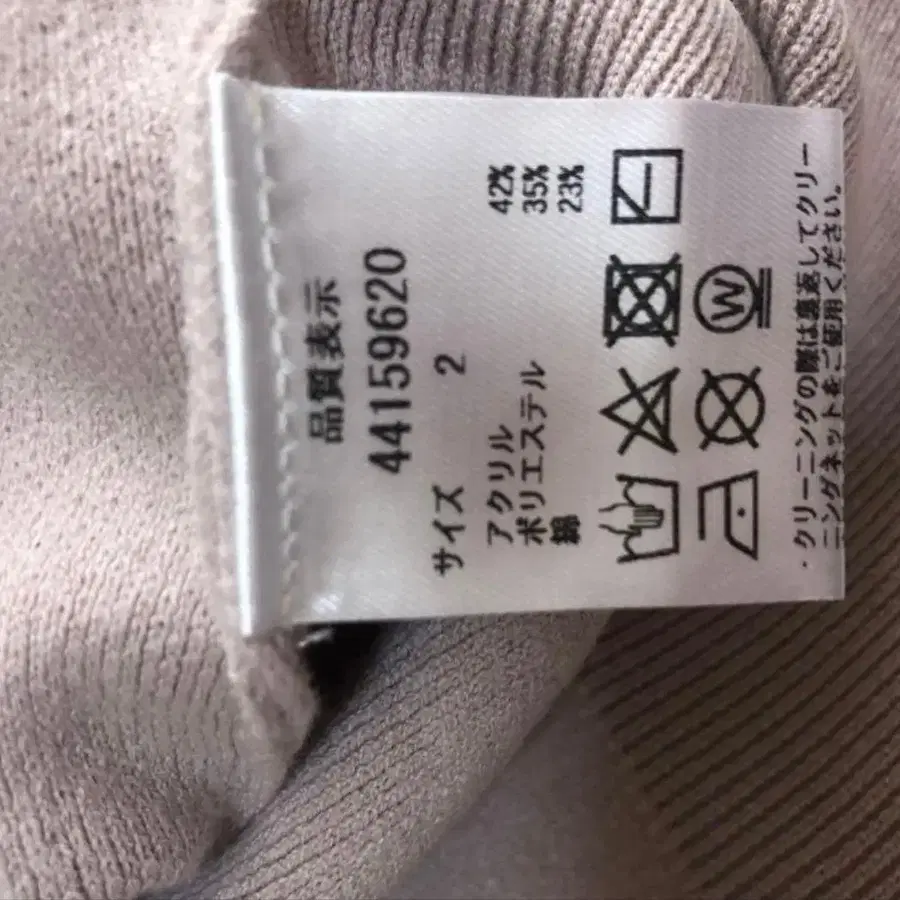 品質表示
44159620
サイズ 2
アクリル 42%
ポリエステル 35%
綿 23%
W
・クリーニングの際は裏返してクリー
ニングネットをご使用ください。